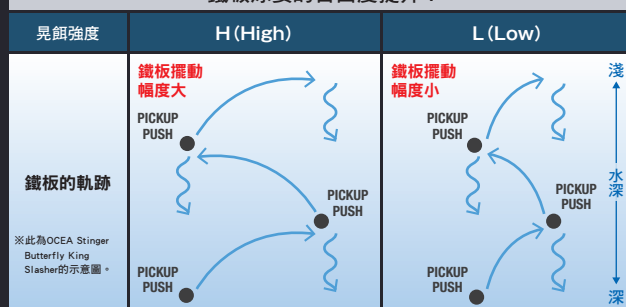 晃餌強度
H (High)
L (Low)
鐵板的軌跡
※此為OCEA Stinger
Butterfly King
Slasher的示意圖。
鐵板擺動
幅度大
PICKUP
PUSH
PICKUP
PUSH
PICKUP
PUSH
鐵板擺動
幅度小
PICKUP
PUSH
PICKUP
PUSH
PICKUP
PUSH
淺
水深
深